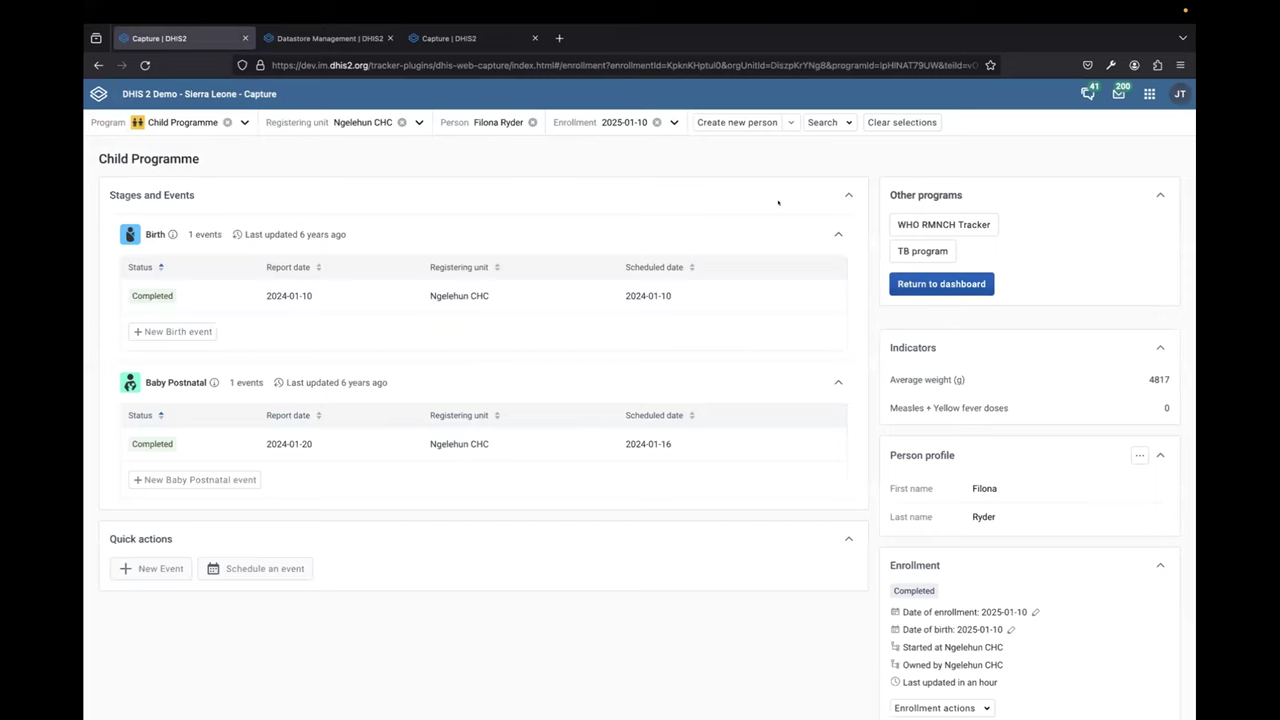 Capture | DHIS2
Datastore Management | DHIS2
Capture | DHIS2
https://dev.im.dhis2.org/tracker-plugins/dhis-web-capture/index.html#/enrollment?enrollmentId=KpknKHptul0&orgUnitId=DiszpKrYNg8&programId=IpHINAT79UW&teiId=vO
DHIS 2 Demo - Sierra Leone - Capture
41
200
JT
Program Child Programme Registering unit Ngelehun CHC Person Filona Ryder Enrollment 2025-01-10 Create new person Search Clear selections
Child Programme
Stages and Events
Birth 1 events Last updated 6 years ago
Status Report date Registering unit Scheduled date
Completed 2024-01-10 Ngelehun CHC 2024-01-10
New Birth event
Baby Postnatal 1 events Last updated 6 years ago
Status Report date Registering unit Scheduled date
Completed 2024-01-20 Ngelehun CHC 2024-01-16
New Baby Postnatal event
Quick actions
New Event Schedule an event
Other programs
WHO RMNCH Tracker
TB program
Return to dashboard
Indicators
Average weight (g) 4817
Measles + Yellow fever doses 0
Person profile
First name Filona
Last name Ryder
Enrollment
Completed
Date of enrollment: 2025-01-10
Date of birth: 2025-01-10
Started at Ngelehun CHC
Owned by Ngelehun CHC
Last updated in an hour
Enrollment actions